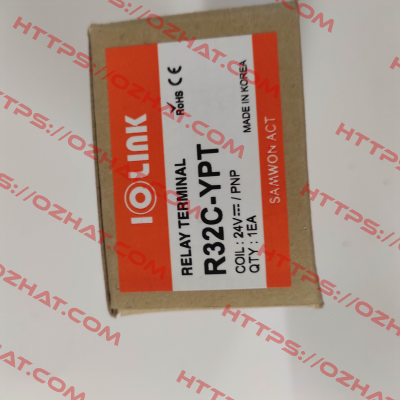 IOLINK
RoHS CE
RELAY TERMINAL
R32C-YPT
COIL : 24V⎓ / PNP
QTY : 1EA
MADE IN KOREA
SAMWON ACT
HTTPS://OZHAT.COM